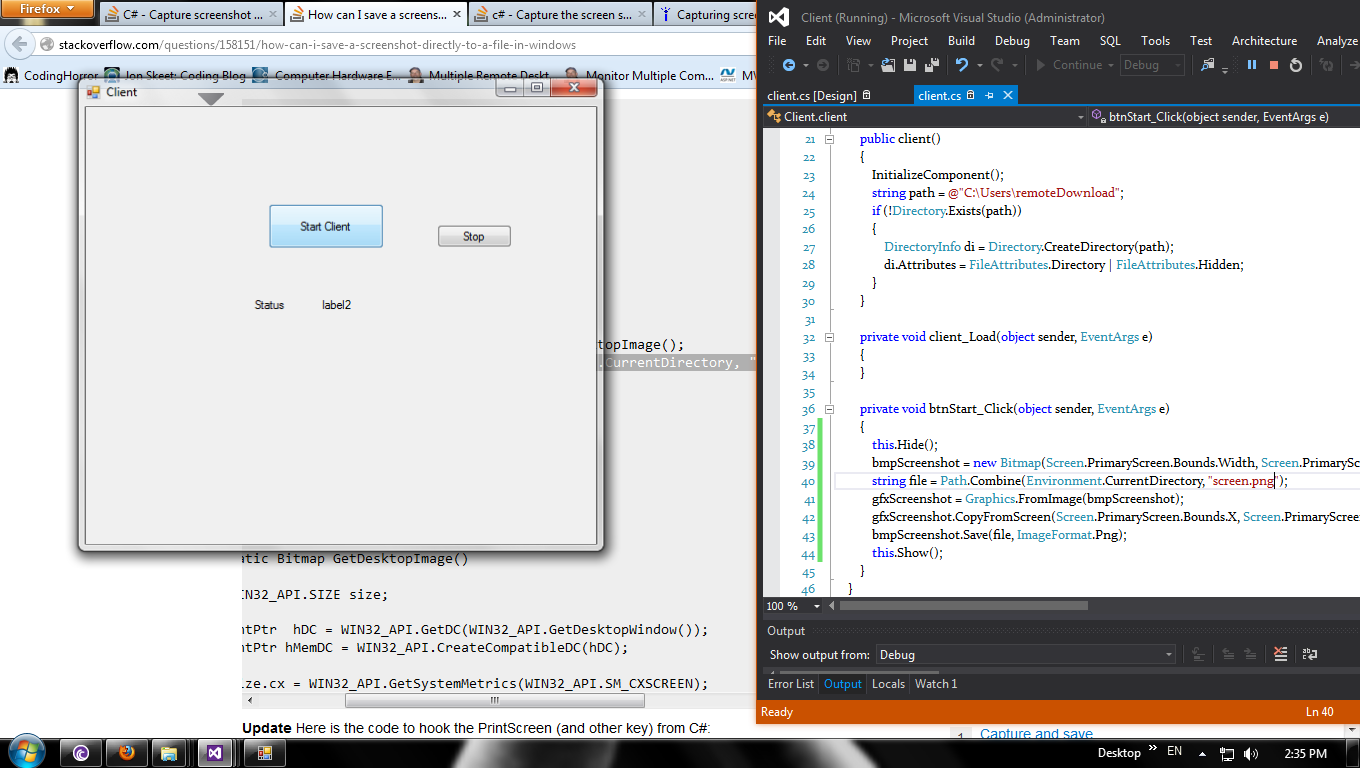 Firefox
C# - Capture screenshot ...
How can I save a screens...
c# - Capture the screen s...
Capturing scree
stackoverflow.com/questions/158151/how-can-i-save-a-screenshot-directly-to-a-file-in-windows
CodingHorror
Jon Skeet: Coding Blog
Computer Hardware E...
Multiple Remote Deskt...
Monitor Multiple Com...
Client
Start Client
Stop
Status label2
topImage();
.CurrentDirectory, "
atic Bitmap GetDesktopImage()
IN32_API.SIZE size;
ntPtr hDC = WIN32_API.GetDC(WIN32_API.GetDesktopWindow());
ntPtr hMemDC = WIN32_API.CreateCompatibleDC(hDC);
ize.cx = WIN32_API.GetSystemMetrics(WIN32_API.SM_CXSCREEN);
Update Here is the code to hook the PrintScreen (and other key) from C#:
Client (Running) - Microsoft Visual Studio (Administrator)
File Edit View Project Build Debug Team SQL Tools Test Architecture Analyze
Continue Debug
client.cs [Design] client.cs
Client.client btnStart_Click(object sender, EventArgs e)
21 public client()
22 {
23 InitializeComponent();
24 string path = @"C:\Users\remoteDownload";
25 if (!Directory.Exists(path))
26 {
27 DirectoryInfo di = Directory.CreateDirectory(path);
28 di.Attributes = FileAttributes.Directory | FileAttributes.Hidden;
29 }
30 }
31
32 private void client_Load(object sender, EventArgs e)
33 {
34 }
35
36 private void btnStart_Click(object sender, EventArgs e)
37 {
38 this.Hide();
39 bmpScreenshot = new Bitmap(Screen.PrimaryScreen.Bounds.Width, Screen.PrimarySc
40 string file = Path.Combine(Environment.CurrentDirectory, "screen.png");
41 gfxScreenshot = Graphics.FromImage(bmpScreenshot);
42 gfxScreenshot.CopyFromScreen(Screen.PrimaryScreen.Bounds.X, Screen.PrimaryScreen
43 bmpScreenshot.Save(file, ImageFormat.Png);
44 this.Show();
45 }
46 }
100 %
Output
Show output from: Debug
Error List Output Locals Watch 1
Ready Ln 40
Capture and save
Desktop EN 2:35 PM